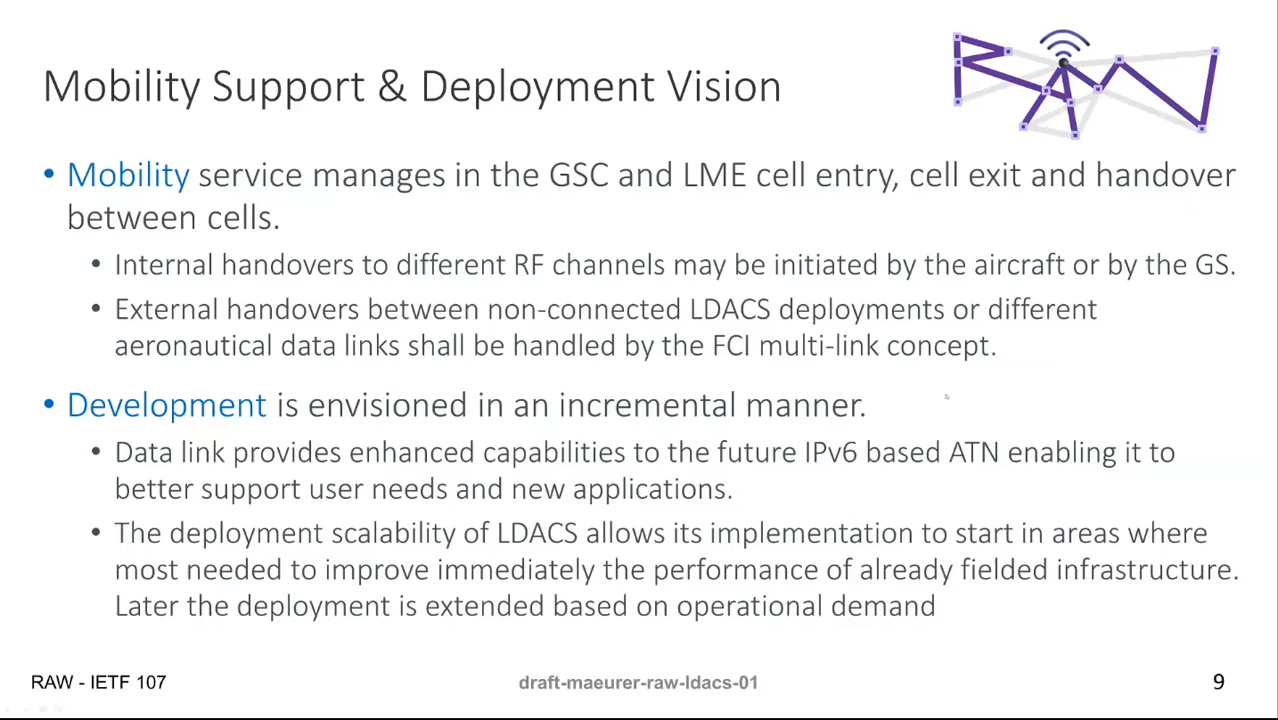 Mobility Support & Deployment Vision
• Mobility service manages in the GSC and LME cell entry, cell exit and handover
between cells.
• Internal handovers to different RF channels may be initiated by the aircraft or by the GS.
• External handovers between non-connected LDACS deployments or different
aeronautical data links shall be handled by the FCI multi-link concept.
• Development is envisioned in an incremental manner.
• Data link provides enhanced capabilities to the future IPv6 based ATN enabling it to
better support user needs and new applications.
• The deployment scalability of LDACS allows its implementation to start in areas where
most needed to improve immediately the performance of already fielded infrastructure.
Later the deployment is extended based on operational demand
RAW - IETF 107
draft-maeurer-raw-ldacs-01
9